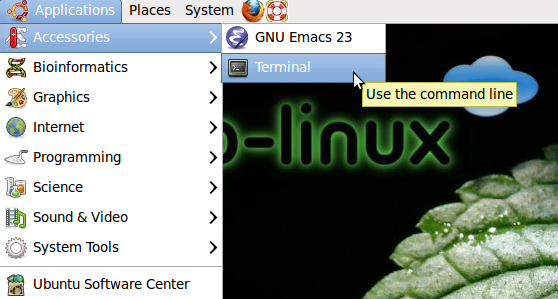 Applications Places System
Accessories
Bioinformatics
Graphics
Internet
Programming
Science
Sound & Video
System Tools
Ubuntu Software Center
GNU Emacs 23
Terminal
Use the command line
-linux